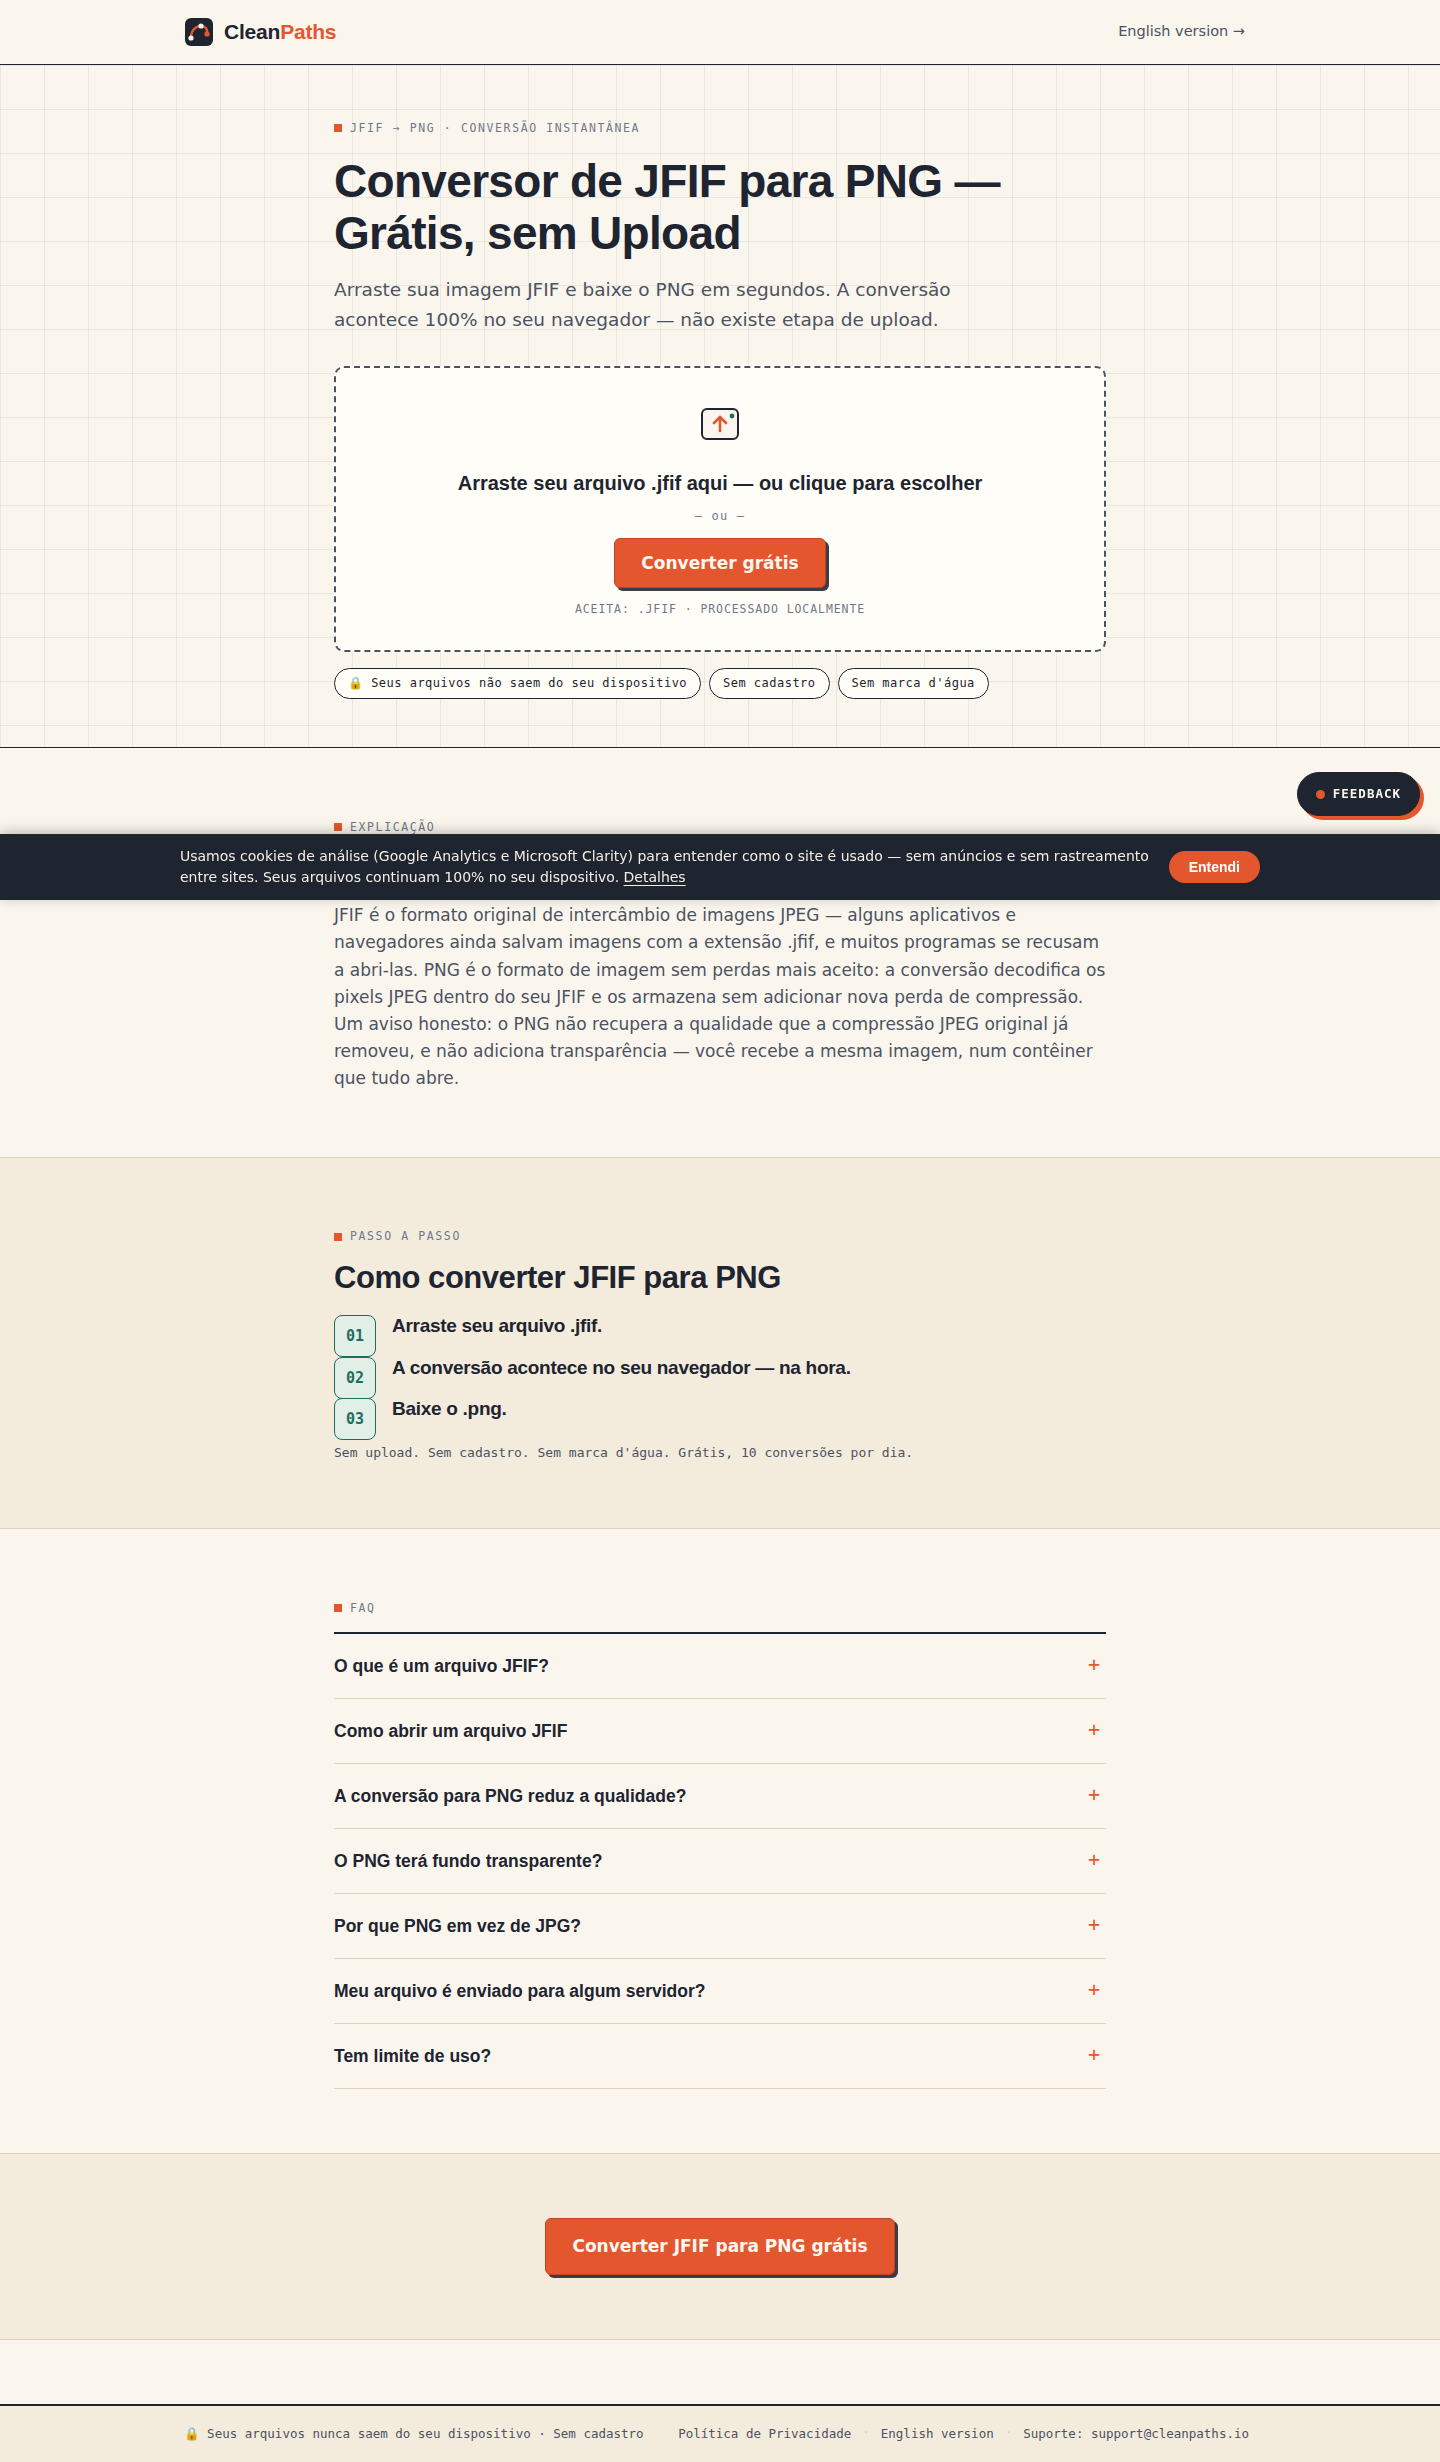 CleanPaths
English version →
JFIF → PNG · CONVERSÃO INSTANTÂNEA
Conversor de JFIF para PNG —
Grátis, sem Upload
Arraste sua imagem JFIF e baixe o PNG em segundos. A conversão
acontece 100% no seu navegador — não existe etapa de upload.
Arraste seu arquivo .jfif aqui — ou clique para escolher
— ou —
Converter grátis
ACEITA: .JFIF · PROCESSADO LOCALMENTE
🔒 Seus arquivos não saem do seu dispositivo
Sem cadastro
Sem marca d'água
FEEDBACK
EXPLICAÇÃO
Usamos cookies de análise (Google Analytics e Microsoft Clarity) para entender como o site é usado — sem anúncios e sem rastreamento
entre sites. Seus arquivos continuam 100% no seu dispositivo. Detalhes
Entendi
JFIF é o formato original de intercâmbio de imagens JPEG — alguns aplicativos e
navegadores ainda salvam imagens com a extensão .jfif, e muitos programas se recusam
a abri-las. PNG é o formato de imagem sem perdas mais aceito: a conversão decodifica os
pixels JPEG dentro do seu JFIF e os armazena sem adicionar nova perda de compressão.
Um aviso honesto: o PNG não recupera a qualidade que a compressão JPEG original já
removeu, e não adiciona transparência — você recebe a mesma imagem, num contêiner
que tudo abre.
PASSO A PASSO
Como converter JFIF para PNG
01 Arraste seu arquivo .jfif.
02 A conversão acontece no seu navegador — na hora.
03 Baixe o .png.
Sem upload. Sem cadastro. Sem marca d'água. Grátis, 10 conversões por dia.
FAQ
O que é um arquivo JFIF? +
Como abrir um arquivo JFIF +
A conversão para PNG reduz a qualidade? +
O PNG terá fundo transparente? +
Por que PNG em vez de JPG? +
Meu arquivo é enviado para algum servidor? +
Tem limite de uso? +
Converter JFIF para PNG grátis
🔒 Seus arquivos nunca saem do seu dispositivo · Sem cadastro
Política de Privacidade · English version · Suporte: support@cleanpaths.io